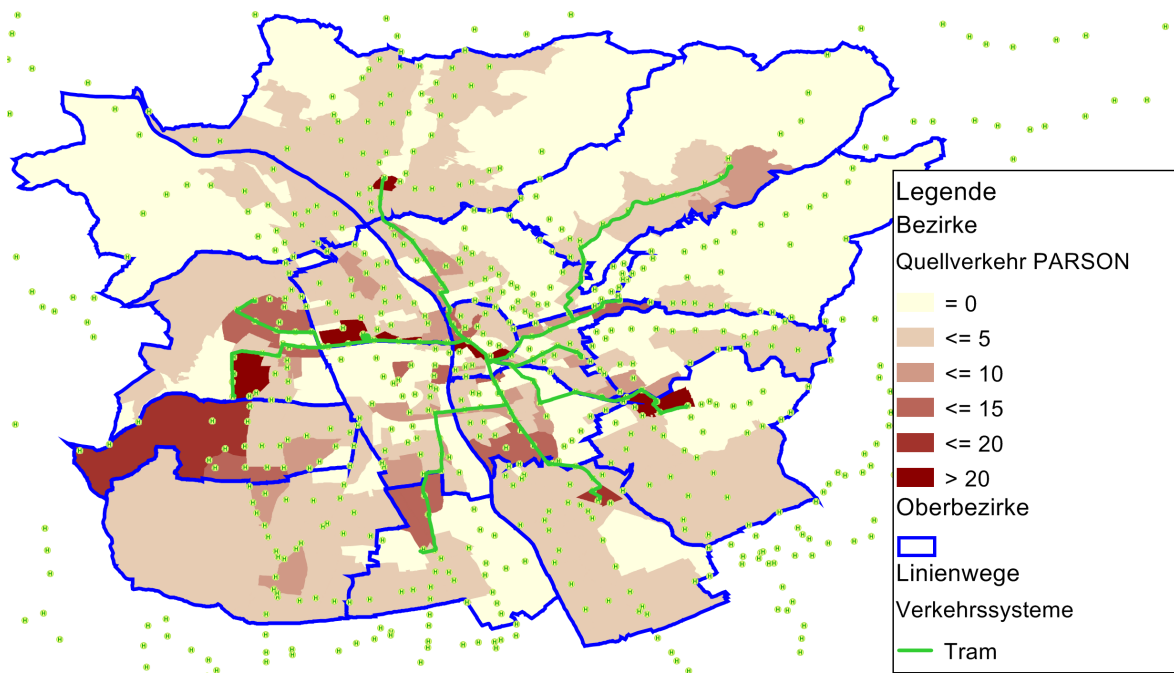 Legende
Bezirke
Quellverkehr PARSON
= 0
<= 5
<= 10
<= 15
<= 20
> 20
Oberbezirke
Linienwege
Verkehrssysteme
Tram